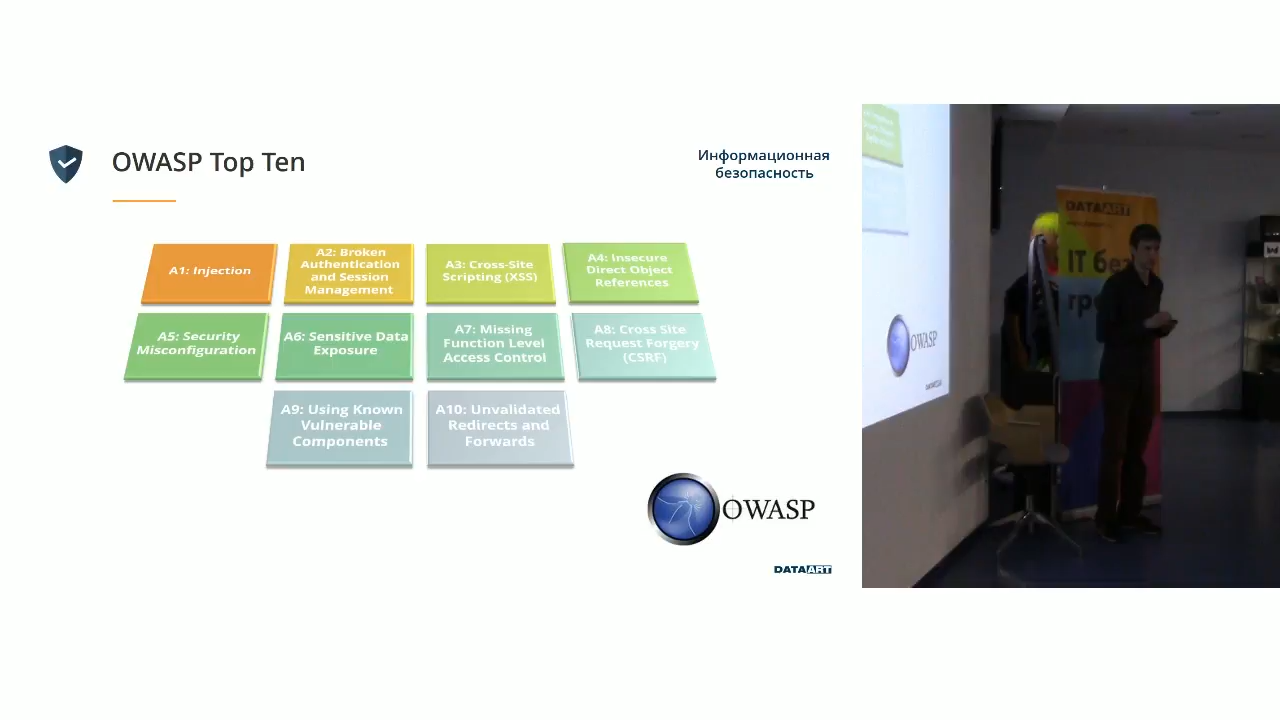 OWASP Top Ten
Информационная
безопасность
A1: Injection
A2: Broken
Authentication
and Session
Management
A3: Cross-Site
Scripting (XSS)
A4: Insecure
Direct Object
References
A5: Security
Misconfiguration
A6: Sensitive Data
Exposure
A7: Missing
Function Level
Access Control
A8: Cross Site
Request Forgery
(CSRF)
A9: Using Known
Vulnerable
Components
A10: Unvalidated
Redirects and
Forwards
OWASP
DATAART
DATAART
IT без
гра
OWASP